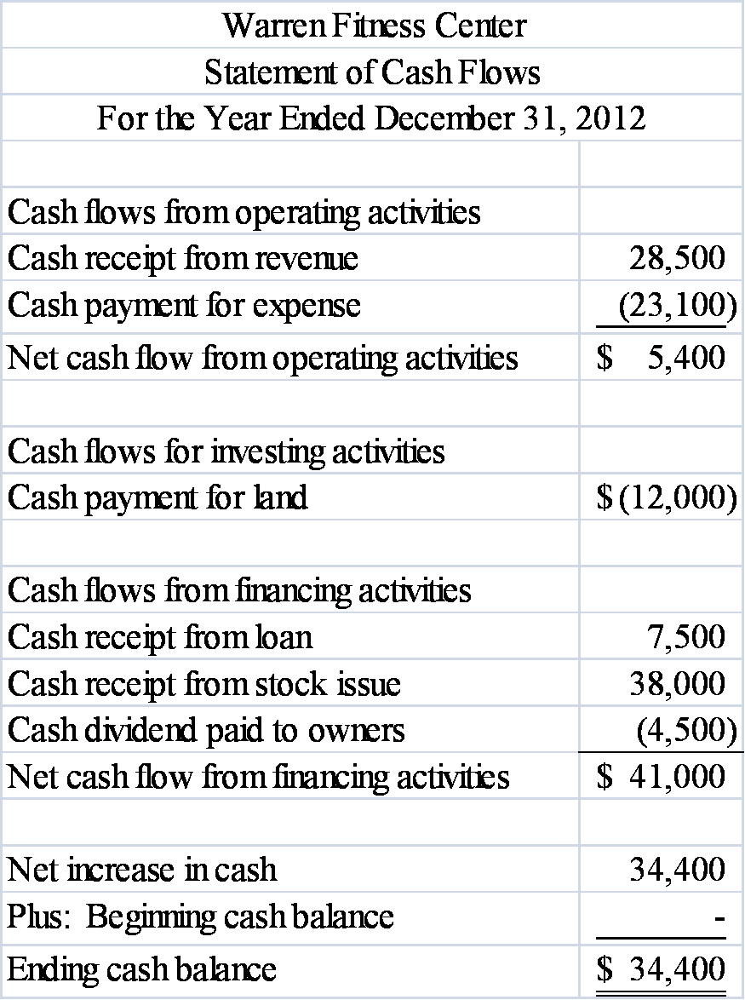 Warren Fitness Center
Statement of Cash Flows
For the Year Ended December 31, 2012
Cash flows from operating activities
Cash receipt from revenue 28,500
Cash payment for expense (23,100)
Net cash flow from operating activities $ 5,400
Cash flows for investing activities
Cash payment for land $ (12,000)
Cash flows from financing activities
Cash receipt from loan 7,500
Cash receipt from stock issue 38,000
Cash dividend paid to owners (4,500)
Net cash flow from financing activities $ 41,000
Net increase in cash 34,400
Plus: Beginning cash balance -
Ending cash balance $ 34,400